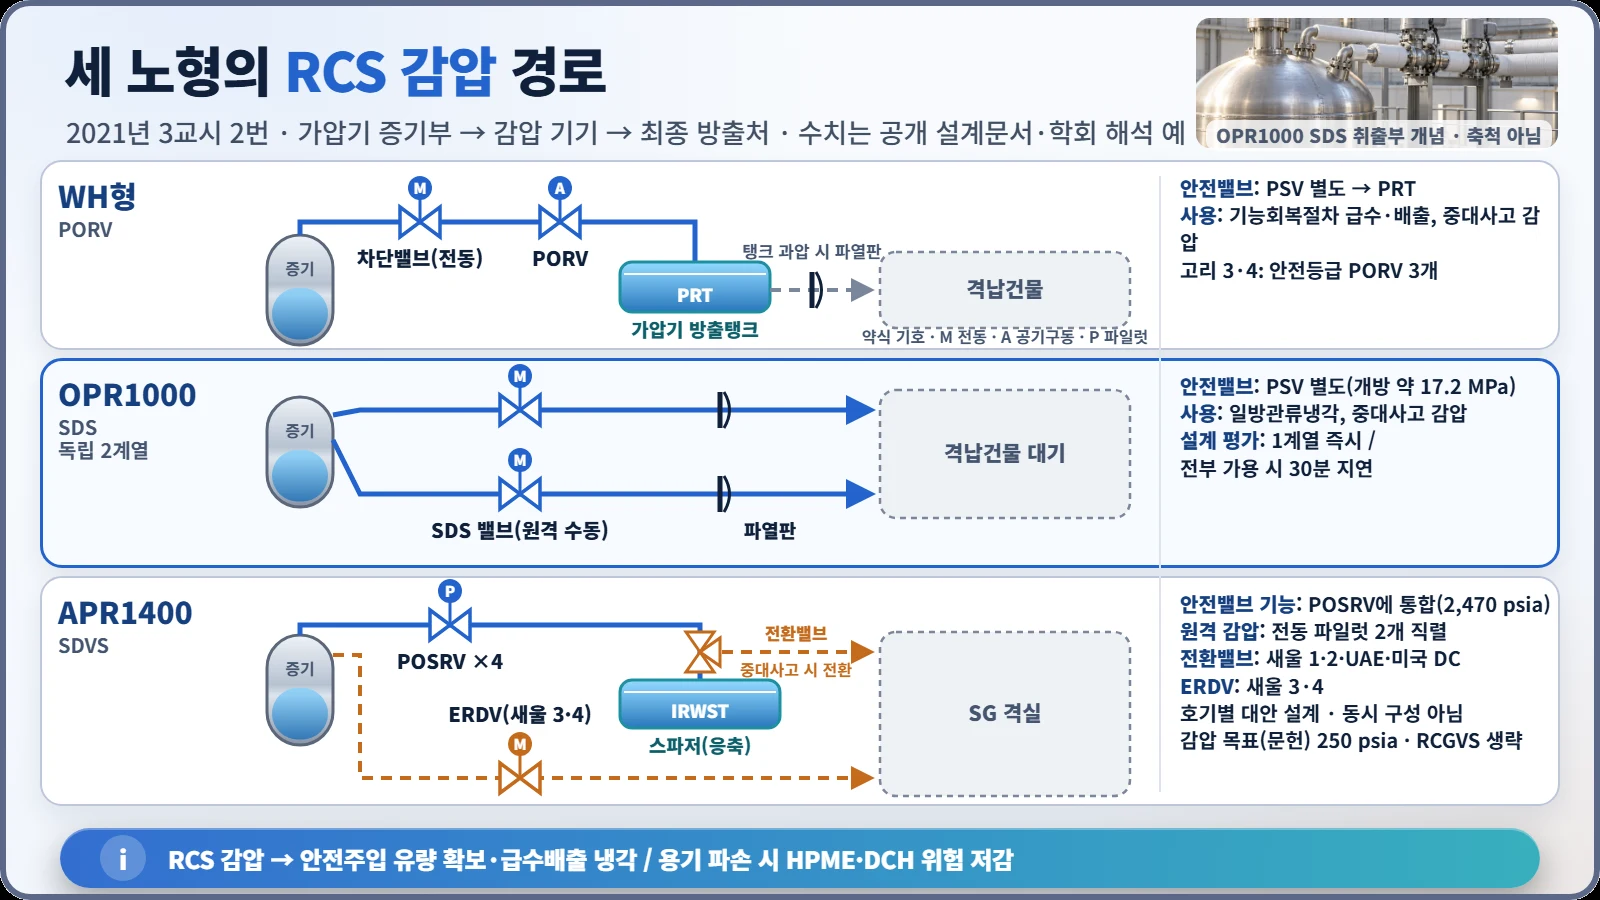 세 노형의 RCS 감압 경로
2021년 3교시 2번 · 가압기 증기부 → 감압 기기 → 최종 방출처 · 수치는 공개 설계문서·학회 해석 예
OPR1000 SDS 취출부 개념 · 축척 아님
WH형
PORV
증기
M
A
차단밸브(전동)
PORV
PRT
가압기 방출탱크
탱크 과압 시 파열판
격납건물
약식 기호 · M 전동 · A 공기구동 · P 파일럿
안전밸브: PSV 별도 → PRT
사용: 기능회복절차 급수·배출, 중대사고 감
압
고리 3·4: 안전등급 PORV 3개
OPR1000
SDS
독립 2계열
증기
M
M
SDS 밸브(원격 수동)
파열판
격납건물 대기
안전밸브: PSV 별도(개방 약 17.2 MPa)
사용: 일방관류냉각, 중대사고 감압
설계 평가: 1계열 즉시 /
전부 가용 시 30분 지연
APR1400
SDVS
증기
P
POSRV ×4
전환밸브
중대사고 시 전환
ERDV(새울 3·4)
M
IRWST
스파저(응축)
SG 격실
안전밸브 기능: POSRV에 통합(2,470 psia)
원격 감압: 전동 파일럿 2개 직렬
전환밸브: 새울 1·2·UAE·미국 DC
ERDV: 새울 3·4
호기별 대안 설계 · 동시 구성 아님
감압 목표(문헌) 250 psia · RCGVS 생략
i
RCS 감압 → 안전주입 유량 확보·급수배출 냉각 / 용기 파손 시 HPME·DCH 위험 저감